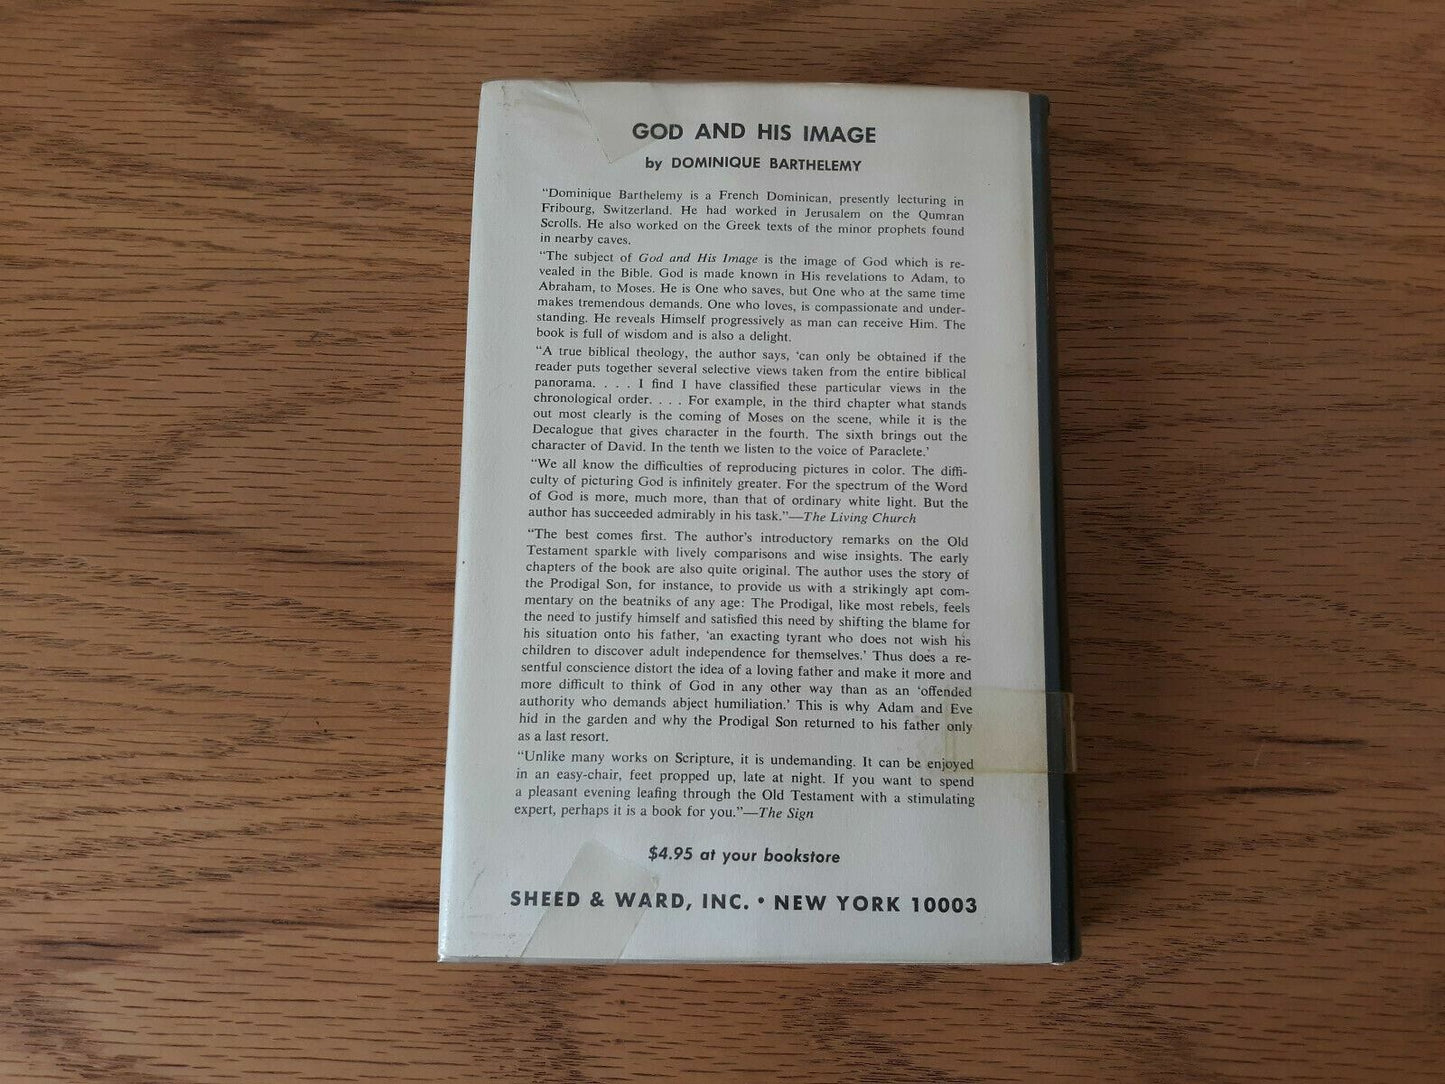 GOD AND HIS IMAGE
by DOMINIQUE BARTHELEMY
“Dominique Barthelemy is a French Dominican, presently lecturing in
Fribourg, Switzerland. He had worked in Jerusalem on the Qumran
Scrolls. He also worked on the Greek texts of the minor prophets found
in nearby caves.
“The subject of God and His Image is the image of God which is re-
vealed in the Bible. God is made known in His revelations to Adam, to
Abraham, to Moses. He is One who saves, but One who at the same time
makes tremendous demands. One who loves, is compassionate and under-
standing. He reveals Himself progressively as man can receive Him. The
book is full of wisdom and is also a delight.
“A true biblical theology, the author says, ‘can only be obtained if the
reader puts together several selective views taken from the entire biblical
panorama. . . . I find I have classified these particular views in the
chronological order. . . . For example, in the third chapter what stands
out most clearly is the coming of Moses on the scene, while it is the
Decalogue that gives character in the fourth. The sixth brings out the
character of David. In the tenth we listen to the voice of Paraclete.’
“We all know the difficulties of reproducing pictures in color. The diffi-
culty of picturing God is infinitely greater. For the spectrum of the Word
of God is more, much more, than that of ordinary white light. But the
author has succeeded admirably in his task.”—The Living Church
“The best comes first. The author’s introductory remarks on the Old
Testament sparkle with lively comparisons and wise insights. The early
chapters of the book are also quite original. The author uses the story of
the Prodigal Son, for instance, to provide us with a strikingly apt com-
mentary on the beatniks of any age: The Prodigal, like most rebels, feels
the need to justify himself and satisfied this need by shifting the blame for
his situation onto his father, ‘an exacting tyrant who does not wish his
children to discover adult independence for themselves.’ Thus does a re-
sentful conscience distort the idea of a loving father and make it more and
more difficult to think of God in any other way than as an ‘offended
authority who demands abject humiliation.’ This is why Adam and Eve
hid in the garden and why the Prodigal Son returned to his father only
as a last resort.
“Unlike many works on Scripture, it is undemanding. It can be enjoyed
in an easy-chair, feet propped up, late at night. If you want to spend
a pleasant evening leafing through the Old Testament with a stimulating
expert, perhaps it is a book for you.”—The Sign
$4.95 at your bookstore
SHEED & WARD, INC. • NEW YORK 10003